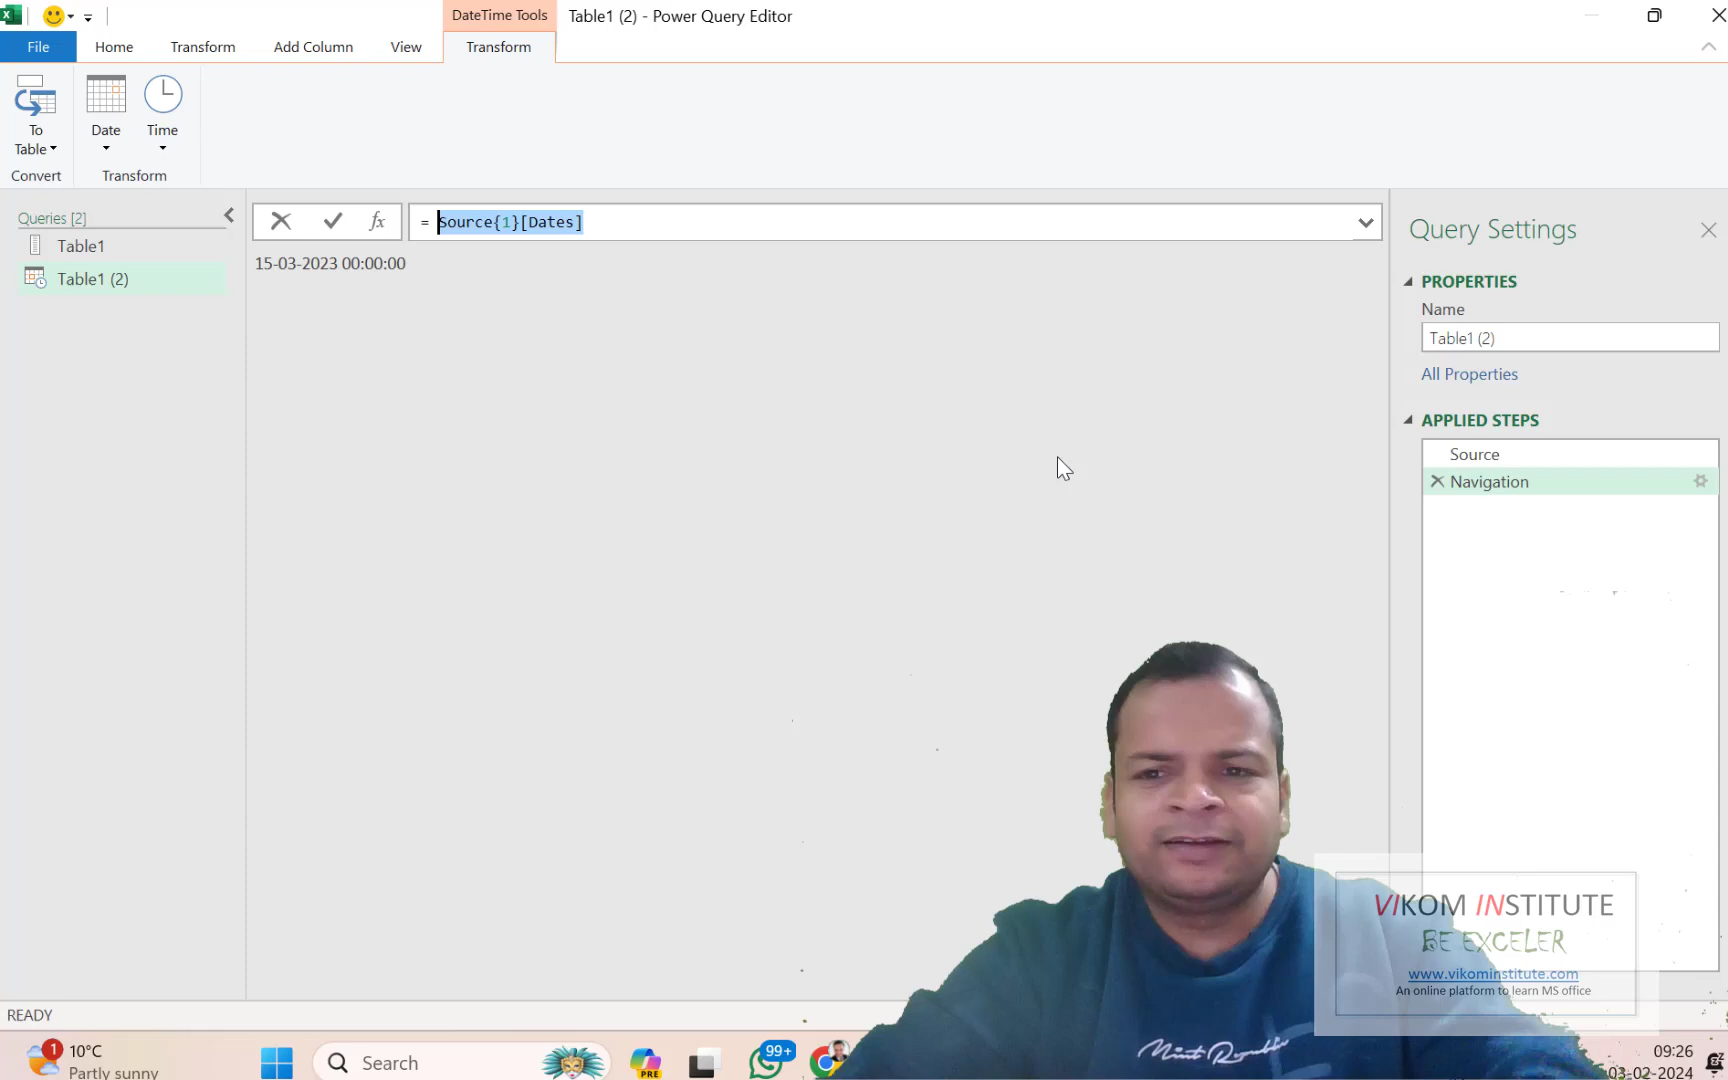 DateTime Tools
Table1 (2) - Power Query Editor
File
Home
Transform
Add Column
View
Transform
To
Table
Date
Time
Convert
Transform
Queries [2]
Table1
Table1 (2)
fx
= Source{1}[Dates]
15-03-2023 00:00:00
Query Settings
PROPERTIES
Name
Table1 (2)
All Properties
APPLIED STEPS
Source
Navigation
VIKOM INSTITUTE
BE EXCELER
www.vikominstitute.com
An online platform to learn MS office
READY
1
10°C
Partly sunny
Search
PRE
99+
09:26
03-02-2024